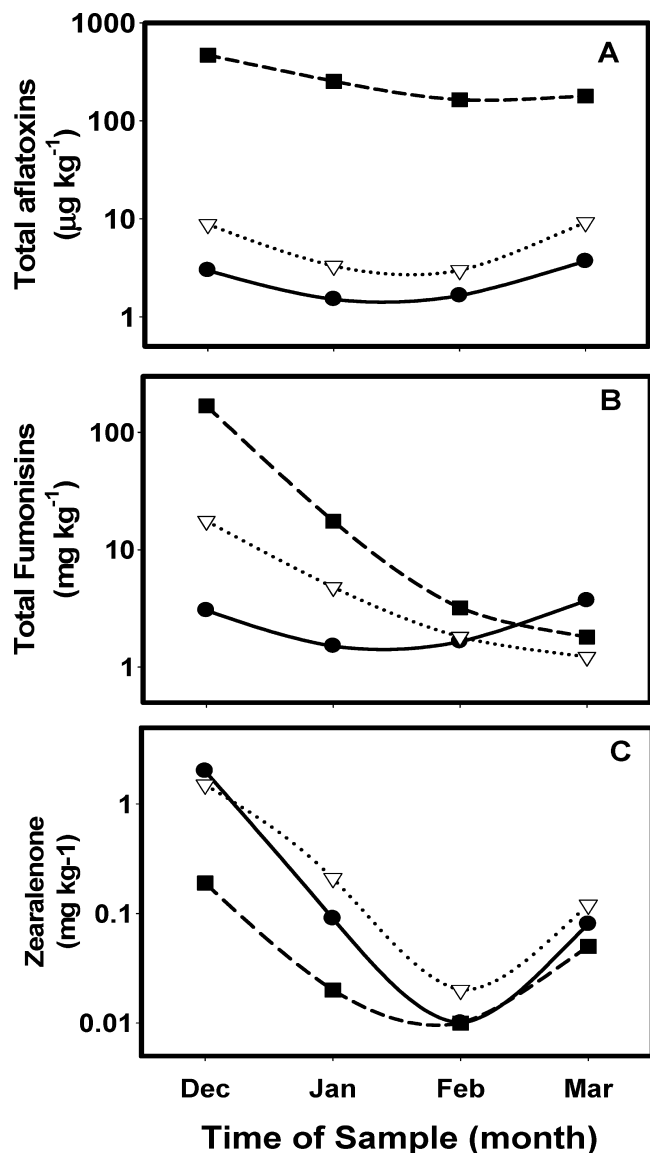 1000
100
10
1
Total aflatoxins
(µg kg⁻¹)
A
100
10
1
Total Fumonisins
(mg kg⁻¹)
B
1
0.1
0.01
Zearalenone
(mg kg-1)
C
Dec Jan Feb Mar
Time of Sample (month)